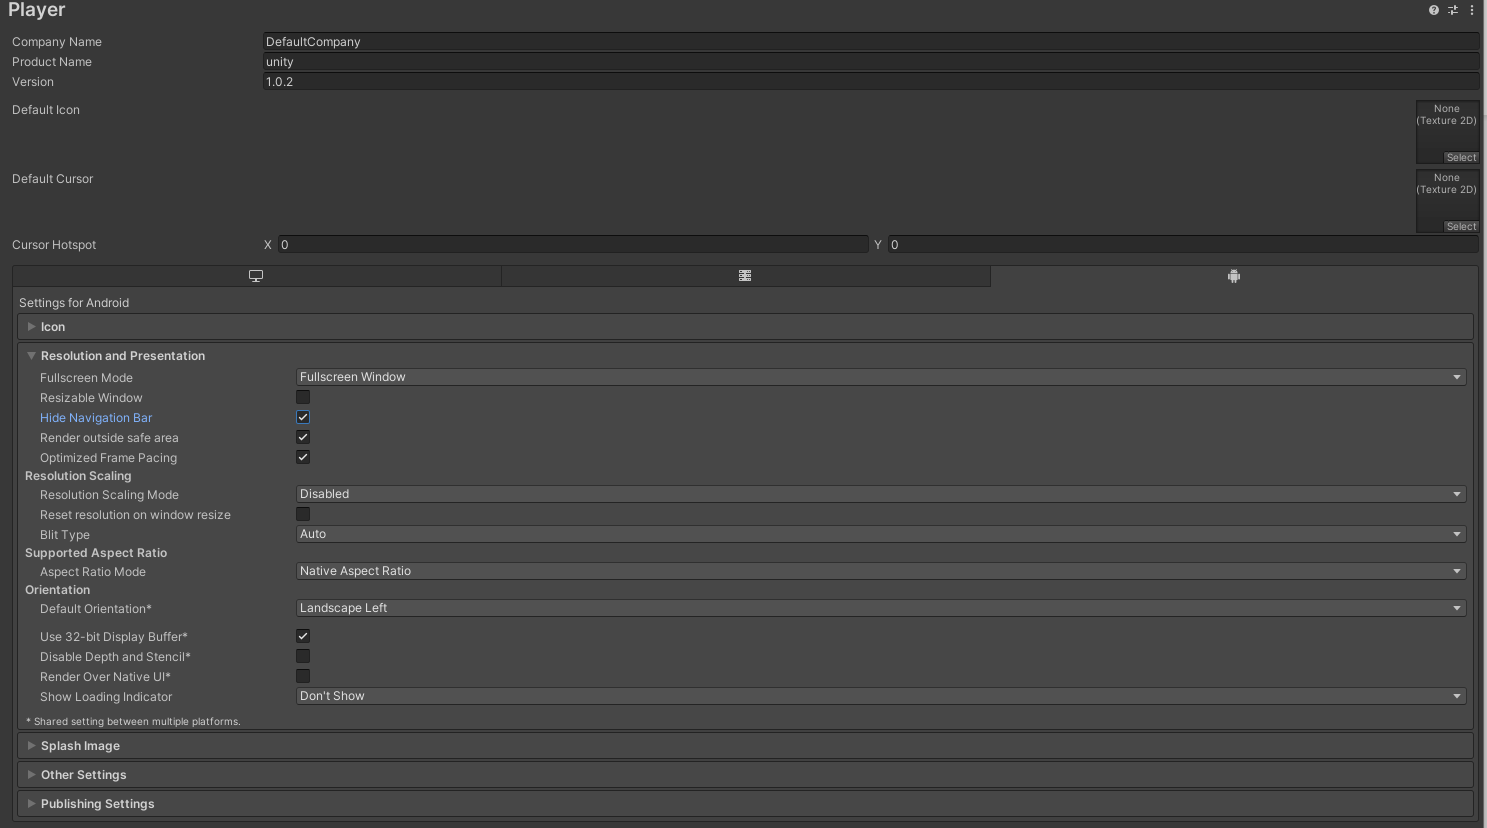 Player
Company Name DefaultCompany
Product Name unity
Version 1.0.2
Default Icon None
(Texture 2D)
Select
Default Cursor None
(Texture 2D)
Select
Cursor Hotspot X 0 Y 0
Settings for Android
Icon
Resolution and Presentation
Fullscreen Mode Fullscreen Window
Resizable Window
Hide Navigation Bar
Render outside safe area
Optimized Frame Pacing
Resolution Scaling
Resolution Scaling Mode Disabled
Reset resolution on window resize
Blit Type Auto
Supported Aspect Ratio
Aspect Ratio Mode Native Aspect Ratio
Orientation
Default Orientation* Landscape Left
Use 32-bit Display Buffer*
Disable Depth and Stencil*
Render Over Native UI*
Show Loading Indicator Don't Show
* Shared setting between multiple platforms.
Splash Image
Other Settings
Publishing Settings